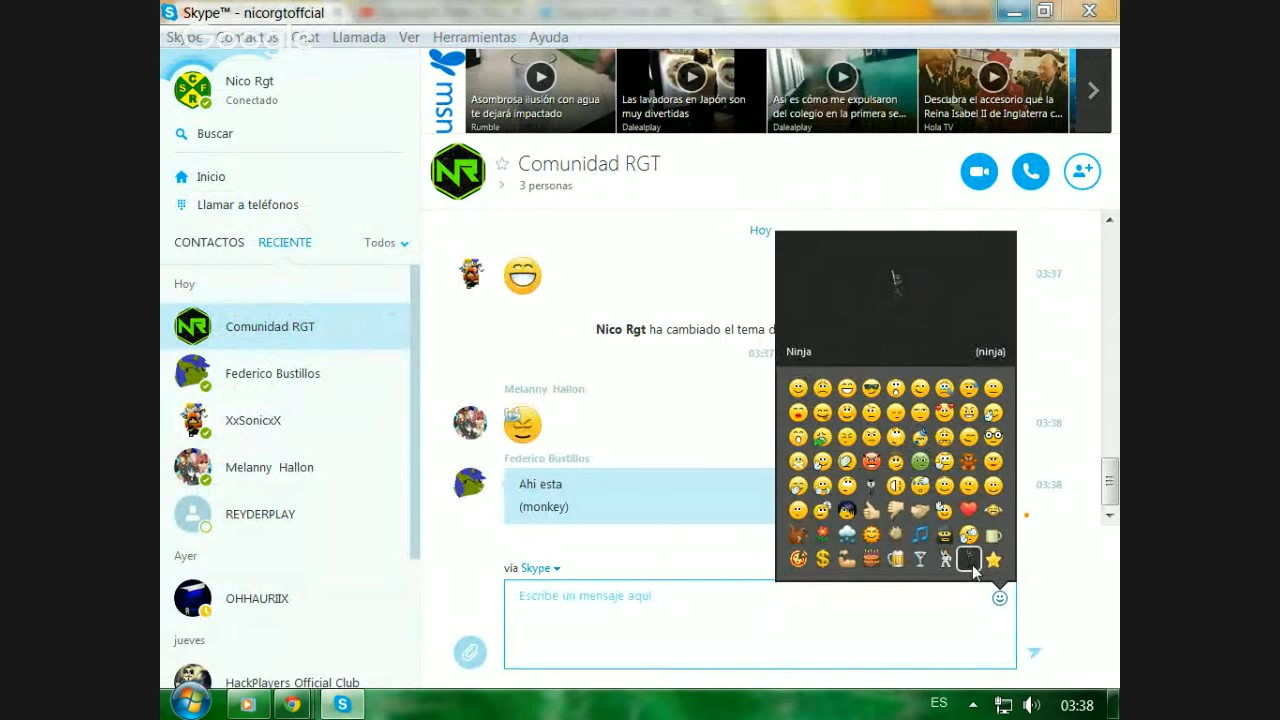 Skype™ - nicorgtoffcial
Skype Contactos Chat Llamada Ver Herramientas Ayuda
Google
Nico Rgt
Conectado
Buscar
Inicio
Llamar a teléfonos
CONTACTOS RECIENTE Todos
Hoy
Comunidad RGT
Federico Bustillos
XxSonicxX
Melanny Hallon
REYDERPLAY
Ayer
OHHAURIIX
jueves
HackPlayers Official Club
msn
Asombrosa ilusión con agua
te dejará impactado
Rumble
Las lavadoras en Japón son
muy divertidas
Dalealplay
Así es cómo me expulsaron
del colegio en la primera se...
Dalealplay
Descubra el accesorio que la
Reina Isabel II de Inglaterra c...
Hola TV
NR
Comunidad RGT
3 personas
Hoy
03:37
Nico Rgt ha cambiado el tema d
03:37
Melanny Hallon
03:38
Federico Bustillos
Ahi esta
(monkey)
03:38
Ninja (ninja)
vía Skype
Escribe un mensaje aquí
ES
03:38